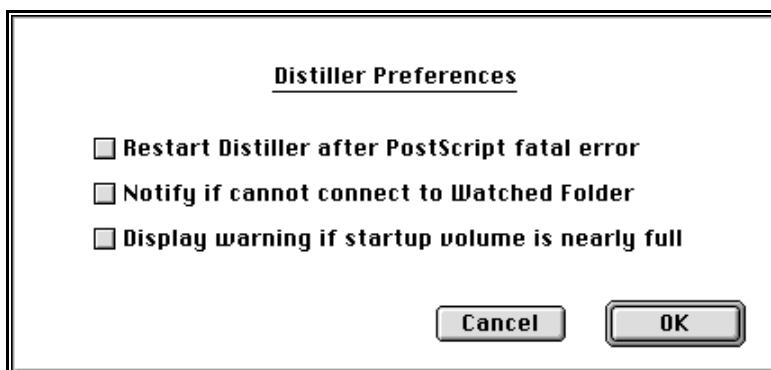 Distiller Preferences
Restart Distiller after PostScript fatal error
Notify if cannot connect to Watched Folder
Display warning if startup volume is nearly full
Cancel OK